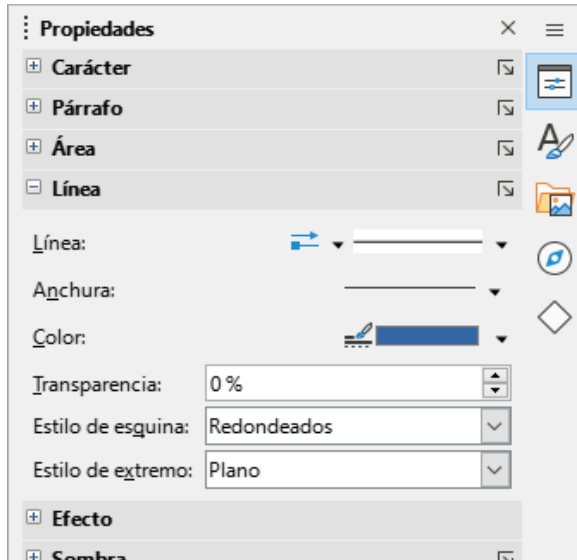 Propiedades
Carácter
Párrafo
Área
Línea
Línea:
Anchura:
Color:
Transparencia: 0 %
Estilo de esquina: Redondeados
Estilo de extremo: Plano
Efecto
Sombra